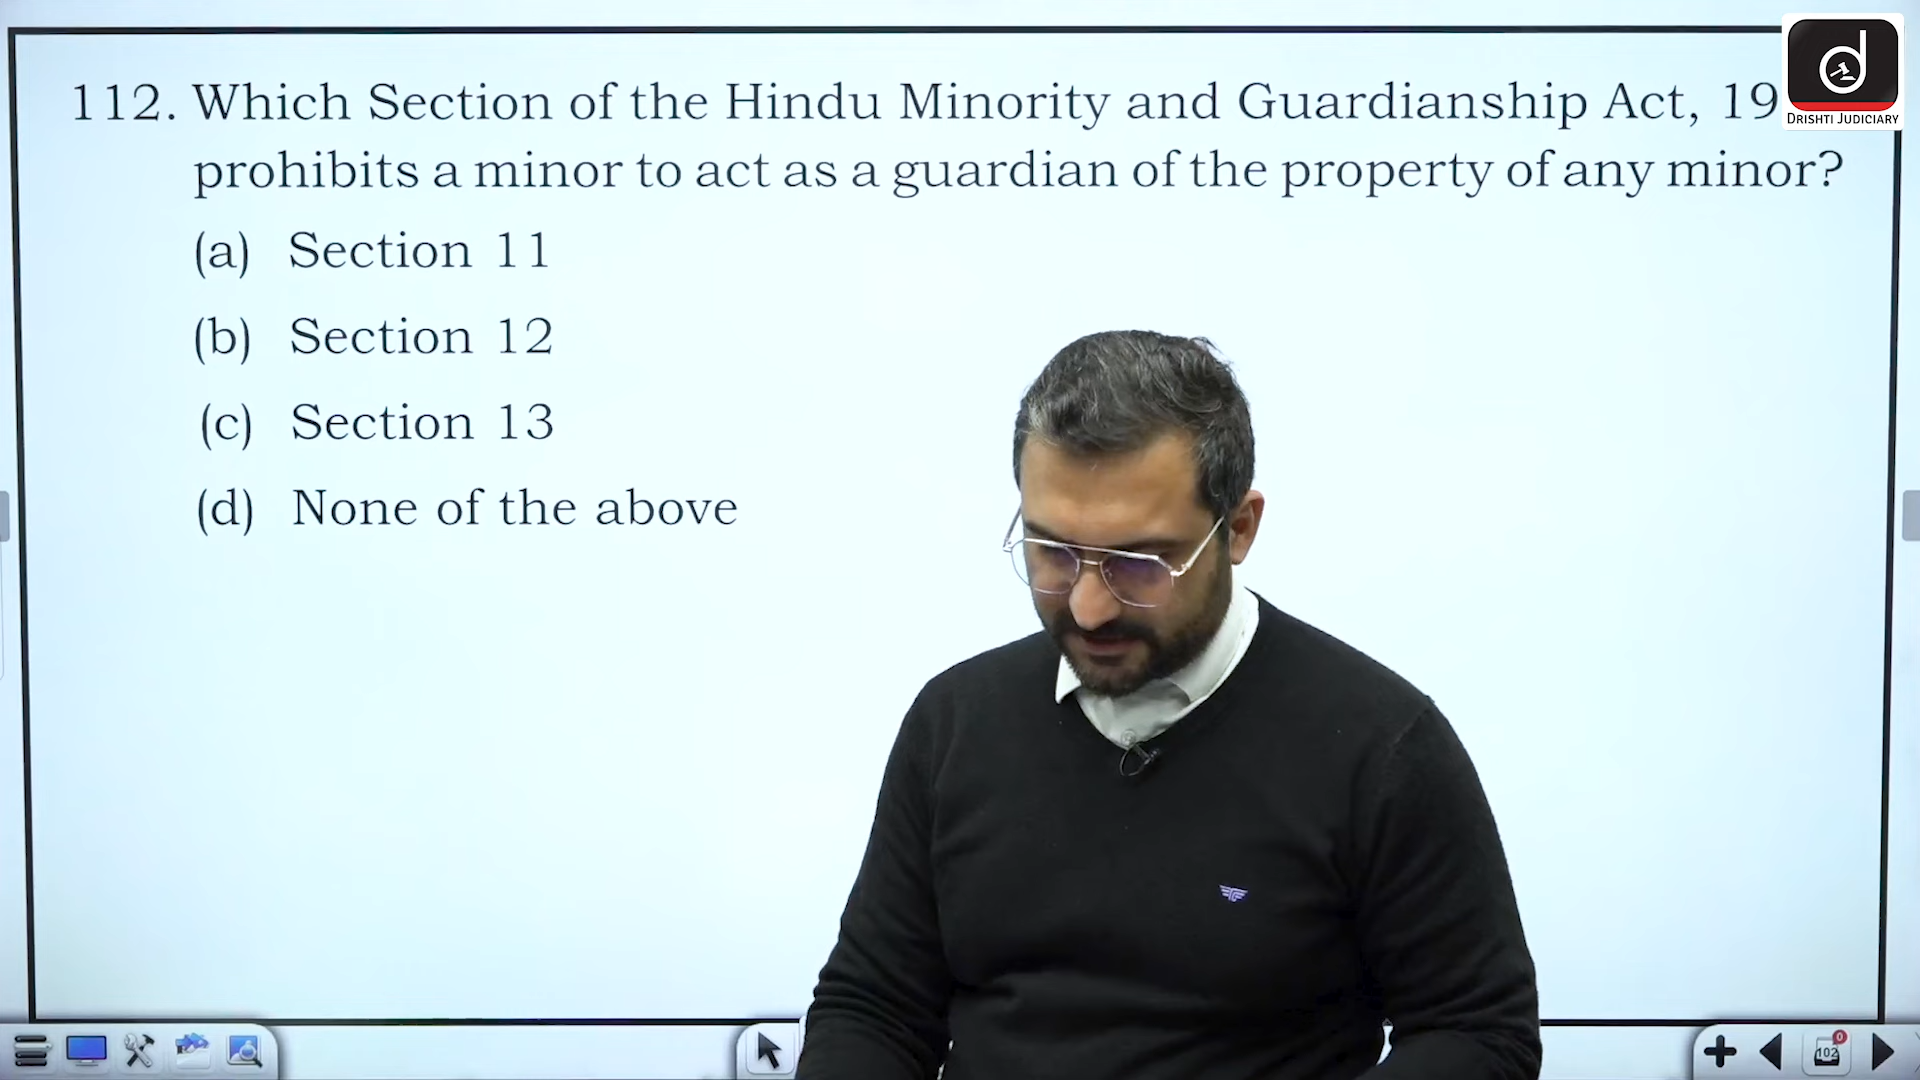 112. Which Section of the Hindu Minority and Guardianship Act, 19
prohibits a minor to act as a guardian of the property of any minor?
(a) Section 11
(b) Section 12
(c) Section 13
(d) None of the above
DRISHTI JUDICIARY
0
102